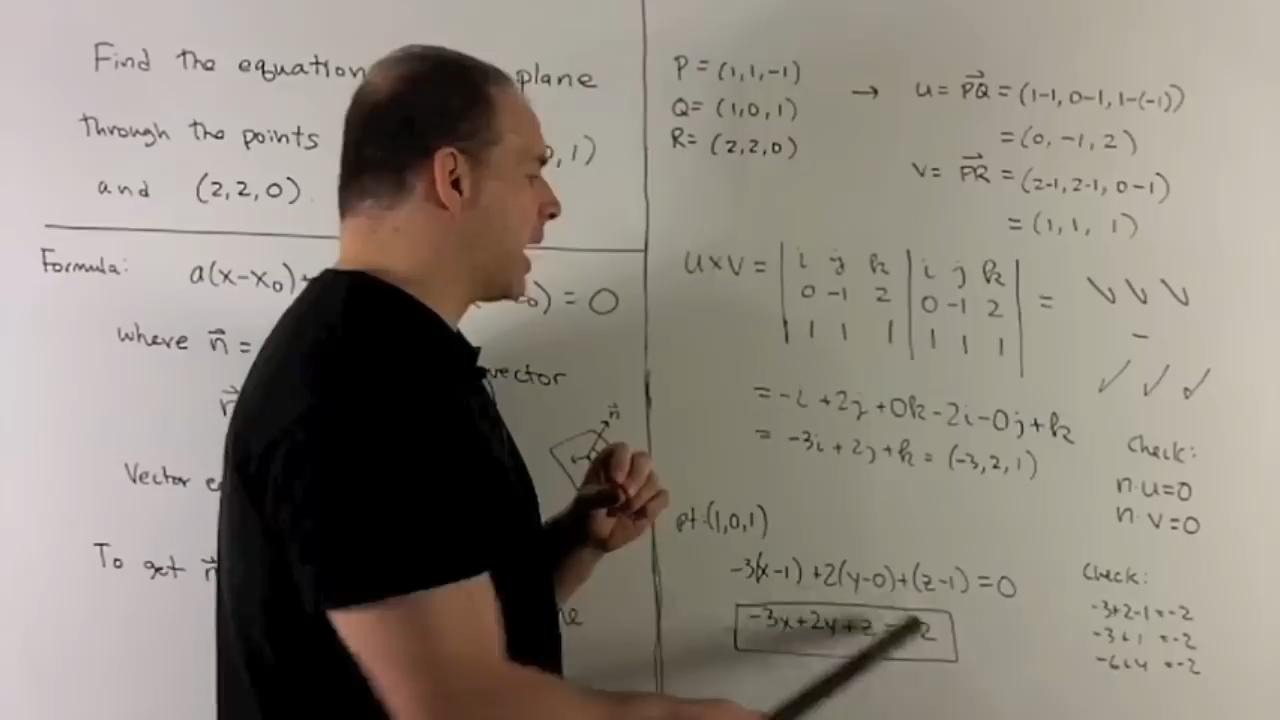 Find the equation plane
through the points 0, 1)
and (2, 2, 0).
Formula: a(x-x₀)+ ₀) = 0
where n⃗ = vector
r⃗
n⃗
Vector e
To get n⃗
P = (1, 1, -1)
Q = (1, 0, 1)
R = (2, 2, 0)
→ u = PQ⃗ = (1-1, 0-1, 1-(-1))
= (0, -1, 2)
v = PR⃗ = (2-1, 2-1, 0--1)
= (1, 1, 1)
u×v = | i j k | i j k | =
0 -1 2 | 0 -1 2
1 1 1 | 1 1 1
-
= -i + 2j + 0k - 2i - 0j + k
= -3i + 2j + k = (-3, 2, 1)
Check:
n·u=0
n·v=0
pt: (1, 0, 1)
-3(x-1) + 2(y-0) + (z-1) = 0
-3x + 2y + z = -2
Check:
-3+2-1 = -2
-3+1 = -2
-6+4 = -2